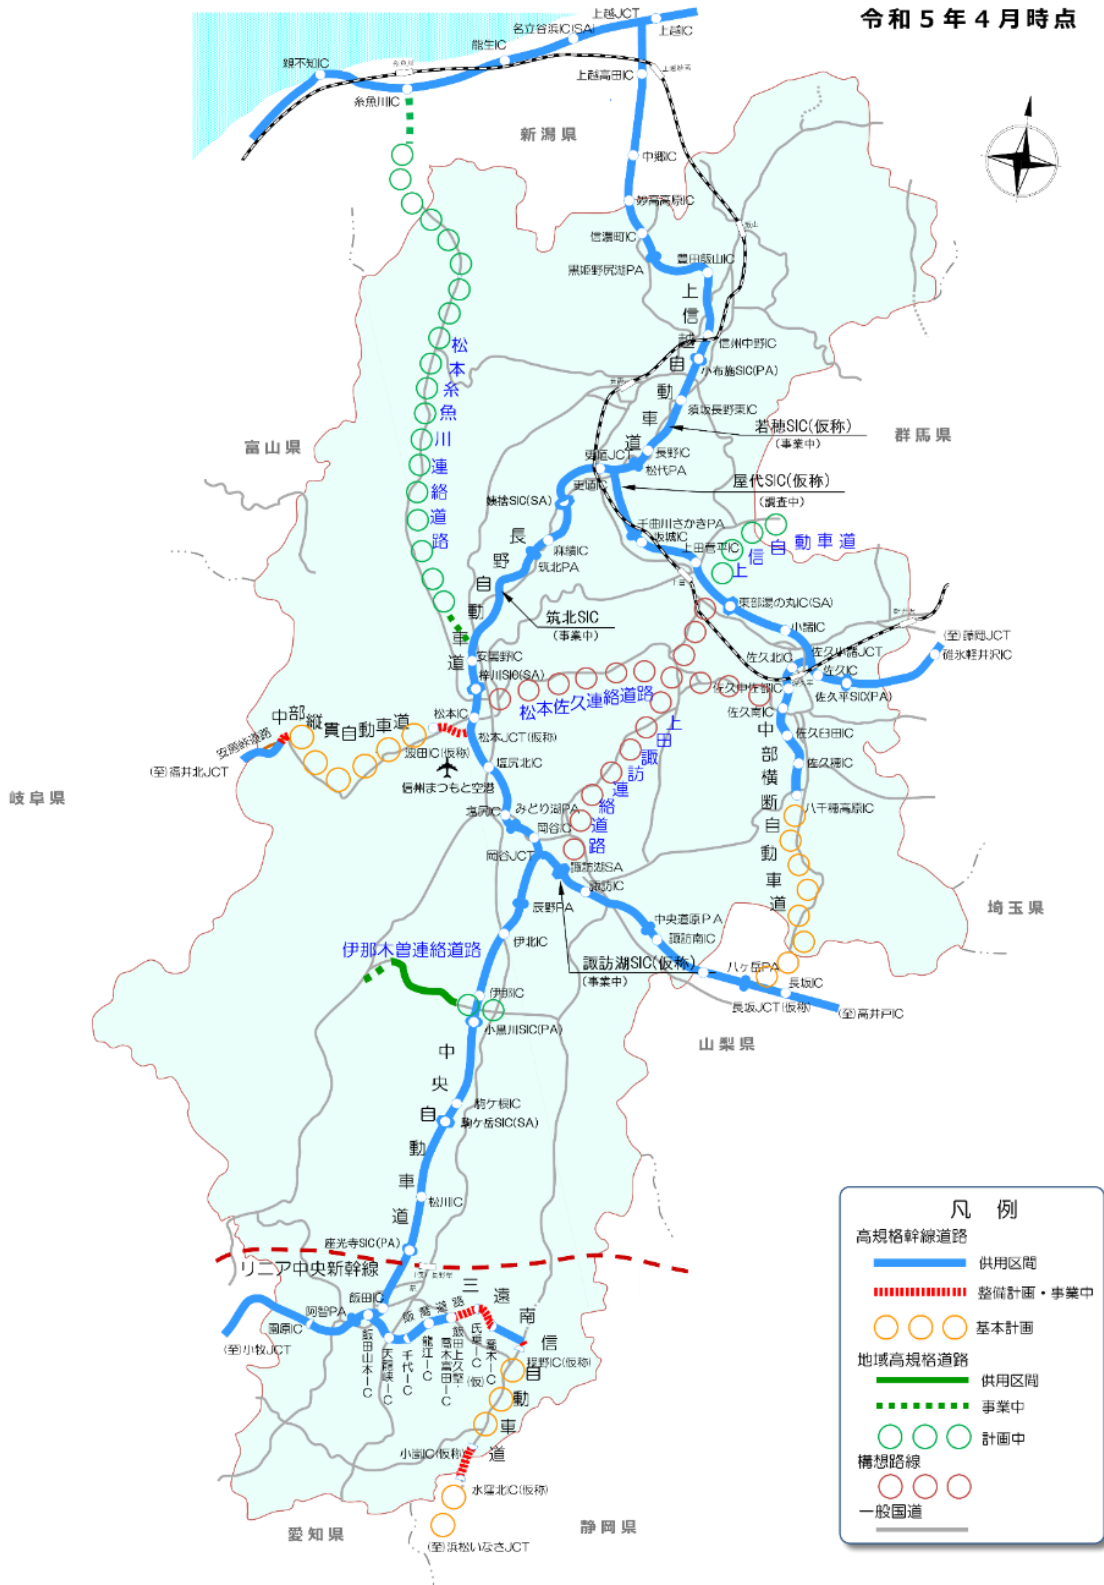 令和５年４月時点
上越JCT
上越IC
名立谷浜IC(SA)
能生IC
親不知IC
糸魚川
糸魚川IC
上越高田IC
上越妙高
新潟県
中郷IC
妙高高原IC
信濃町IC
飯山
黒姫野尻湖PA
豊田飯山IC
上信越自動車道
信州中野IC
小布施SIC(PA)
松本糸魚川連絡道路
須坂長野東IC
若穂SIC(仮称)
(事業中)
群馬県
富山県
長野IC
更埴JCT
松代PA
更埴IC
屋代SIC(仮称)
(調査中)
姨捨SIC(SA)
千曲川さかきPA
坂城IC
上田菅平IC
上信自動車道
長野自動車道
麻績IC
筑北PA
上田
東部湯の丸IC(SA)
筑北SIC
(事業中)
小諸IC
(至)藤岡JCT
碓氷軽井沢IC
安曇野IC
佐久北IC
佐久小諸JCT
佐久IC
梓川SIC(SA)
佐久中佐都IC
佐久平SIC(PA)
松本佐久連絡道路
佐久南IC
中部縦貫自動車道
松本IC
松本JCT(仮称)
上田諏訪連絡道路
佐久臼田IC
安房峠道路
波田IC(仮称)
中部横断自動車道
佐久穂IC
(至)福井北JCT
塩尻北IC
信州まつもと空港
岐阜県
塩尻IC
みどり湖PA
八千穂高原IC
岡谷IC
岡谷JCT
諏訪湖SA
諏訪IC
辰野PA
中央道原PA
埼玉県
伊北IC
諏訪南IC
伊那木曽連絡道路
諏訪湖SIC(仮称)
(事業中)
八ヶ岳PA
長坂IC
伊那IC
長坂JCT(仮称)
(至)高井戸IC
小黒川SIC(PA)
山梨県
中央自動車道
駒ヶ根IC
駒ケ岳SIC(SA)
松川IC
座光寺SIC(PA)
リニア中央新幹線
三遠南信自動車道
飯田IC
飯喬道路
阿智PA
園原IC
(至)小牧JCT
飯田山本IC
天龍峡IC
千代IC
龍江IC
飯田上久堅・喬木富田IC
氏乗IC(仮)
喬木IC
程野IC(仮称)
小嵐IC(仮称)
水窪北IC(仮称)
愛知県
静岡県
(至)浜松いなさJCT
凡　例
高規格幹線道路
供用区間
整備計画・事業中
基本計画
地域高規格道路
供用区間
事業中
計画中
構想路線
一般国道